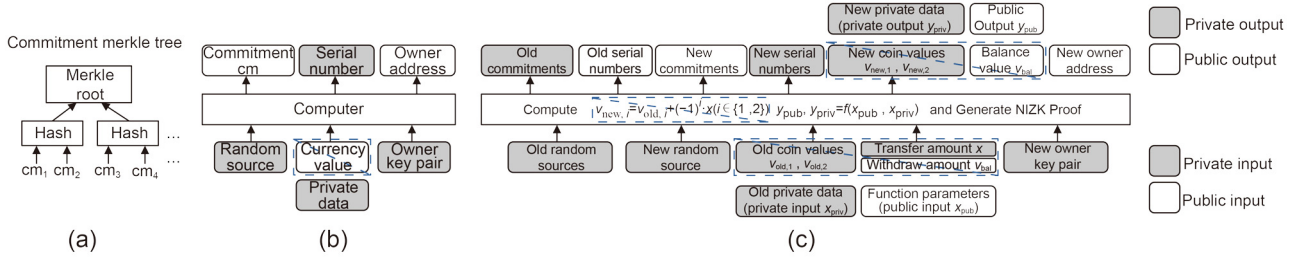 Commitment merkle tree
Merkle
root
Hash
Hash
...
cm1
cm2
cm3
cm4
...
(a)
Commitment
cm
Serial
number
Owner
address
Computer
Random
source
Currency
value
Owner
key pair
Private
data
(b)
New private data
(private output ypriv)
Public
Output ypub
Old
commitments
Old serial
numbers
New
commitments
New serial
numbers
New coin values
vnew,1 , vnew,2
Balance
value vbal
New owner
address
Compute vnew, i=vold, i+(−1)^i·x(i∈{1 ,2}) ypub, ypriv=f(xpub , xpriv) and Generate NIZK Proof
Old random
sources
New random
source
Old coin values
vold,1 , vold,2
Transfer amount x
Withdraw amount vbal
New owner
key pair
Old private data
(private input xpriv)
Function parameters
(public input xpub)
(c)
Private output
Public output
Private input
Public input